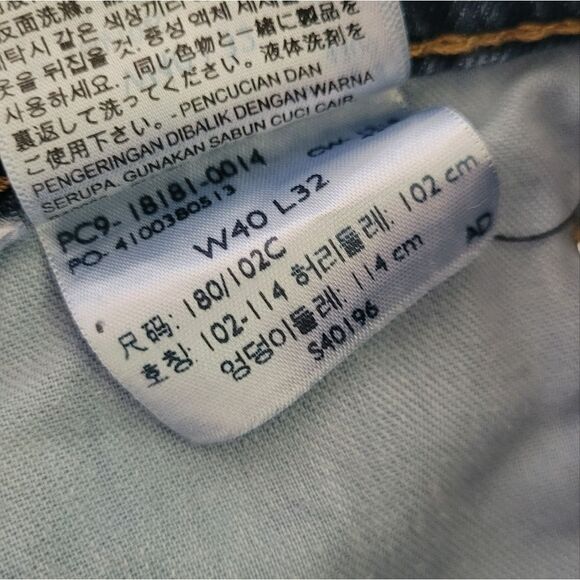 反面洗涤
세탁시 같은 색상끼리
옷을 뒤집을 것. 중성 액체 세제
사용하세요. 同じ色物と一緒に製品を
裏返して洗ってください。液体洗剤を
ご使用下さい。-PENCUCIAN DAN
PENGERINGAN DIBALIK DENGAN WARNA
SERUPA. GUNAKAN SABUN CUCI CAIR
PC9-18181-0014
PO-4100380513
W40 L32
尺码: 180/102C
호칭: 102-114 허리둘레: 102 cm
엉덩이둘레: 114 cm
S40196
AD